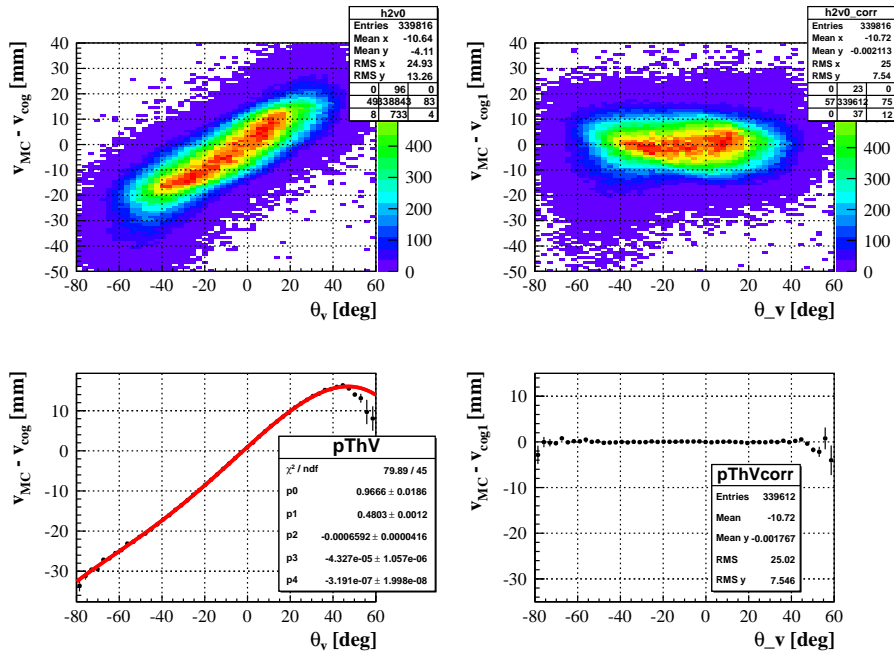 h2v0
Entries 339816
Mean x -10.64
Mean y -4.11
RMS x 24.93
RMS y 13.26
0 96 0
49 338843 83
8 733 4
v_MC - v_cog [mm]
40
30
20
10
0
-10
-20
-30
-40
-50
-80 -60 -40 -20 0 20 40 60
θ_v [deg]
400
300
200
100
0
h2v0_corr
Entries 339816
Mean x -10.72
Mean y -0.002113
RMS x 25
RMS y 7.54
0 23 0
57 339612 75
0 37 12
v_MC - v_cog1 [mm]
40
30
20
10
0
-10
-20
-30
-40
-50
-80 -60 -40 -20 0 20 40 60
θ_v [deg]
400
300
200
100
0
v_MC - v_cog [mm]
10
0
-10
-20
-30
-80 -60 -40 -20 0 20 40 60
θ_v [deg]
pThV
χ² / ndf 79.89 / 45
p0 0.9666 ± 0.0186
p1 0.4803 ± 0.0012
p2 -0.0006592 ± 0.0000416
p3 -4.327e-05 ± 1.057e-06
p4 -3.191e-07 ± 1.998e-08
v_MC - v_cog1 [mm]
10
0
-10
-20
-30
-80 -60 -40 -20 0 20 40 60
θ_v [deg]
pThVcorr
Entries 339612
Mean -10.72
Mean y -0.001767
RMS 25.02
RMS y 7.546